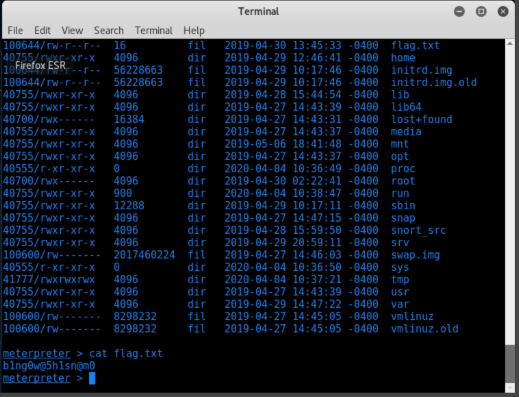 Terminal
File Edit View Search Terminal Help
100644/rw-r--r-- 16 fil 2019-04-30 13:45:33 -0400 flag.txt
40755/rwxr-xr-x 4096 dir 2019-04-29 12:46:41 -0400 home
Firefox ESR
100644/rw-r--r-- 56228663 fil 2019-04-29 10:17:46 -0400 initrd.img
100644/rw-r--r-- 56228663 fil 2019-04-29 10:17:46 -0400 initrd.img.old
40755/rwxr-xr-x 4096 dir 2019-04-28 15:44:54 -0400 lib
40755/rwxr-xr-x 4096 dir 2019-04-27 14:43:39 -0400 lib64
40700/rwx------ 16384 dir 2019-04-27 14:43:31 -0400 lost+found
40755/rwxr-xr-x 4096 dir 2019-04-27 14:43:37 -0400 media
40755/rwxr-xr-x 4096 dir 2019-05-06 18:41:48 -0400 mnt
40755/rwxr-xr-x 4096 dir 2019-04-27 14:43:37 -0400 opt
40555/r-xr-xr-x 0 dir 2020-04-04 10:36:49 -0400 proc
40700/rwx------ 4096 dir 2019-04-30 02:22:41 -0400 root
40755/rwxr-xr-x 900 dir 2020-04-04 10:38:47 -0400 run
40755/rwxr-xr-x 12288 dir 2019-04-29 10:17:11 -0400 sbin
40755/rwxr-xr-x 4096 dir 2019-04-27 14:47:15 -0400 snap
40755/rwxr-xr-x 4096 dir 2019-04-28 15:59:50 -0400 snort_src
40755/rwxr-xr-x 4096 dir 2019-04-29 20:59:11 -0400 srv
100600/rw------- 2017460224 fil 2019-04-27 14:46:03 -0400 swap.img
40555/r-xr-xr-x 0 dir 2020-04-04 10:36:50 -0400 sys
41777/rwxrwxrwx 4096 dir 2020-04-04 10:37:21 -0400 tmp
40755/rwxr-xr-x 4096 dir 2019-04-27 14:43:39 -0400 usr
40755/rwxr-xr-x 4096 dir 2019-04-29 14:47:22 -0400 var
100600/rw------- 8298232 fil 2019-04-27 14:45:05 -0400 vmlinuz
100600/rw------- 8298232 fil 2019-04-27 14:45:05 -0400 vmlinuz.old
meterpreter > cat flag.txt
b1ng0w@5h1sn@m0
meterpreter >